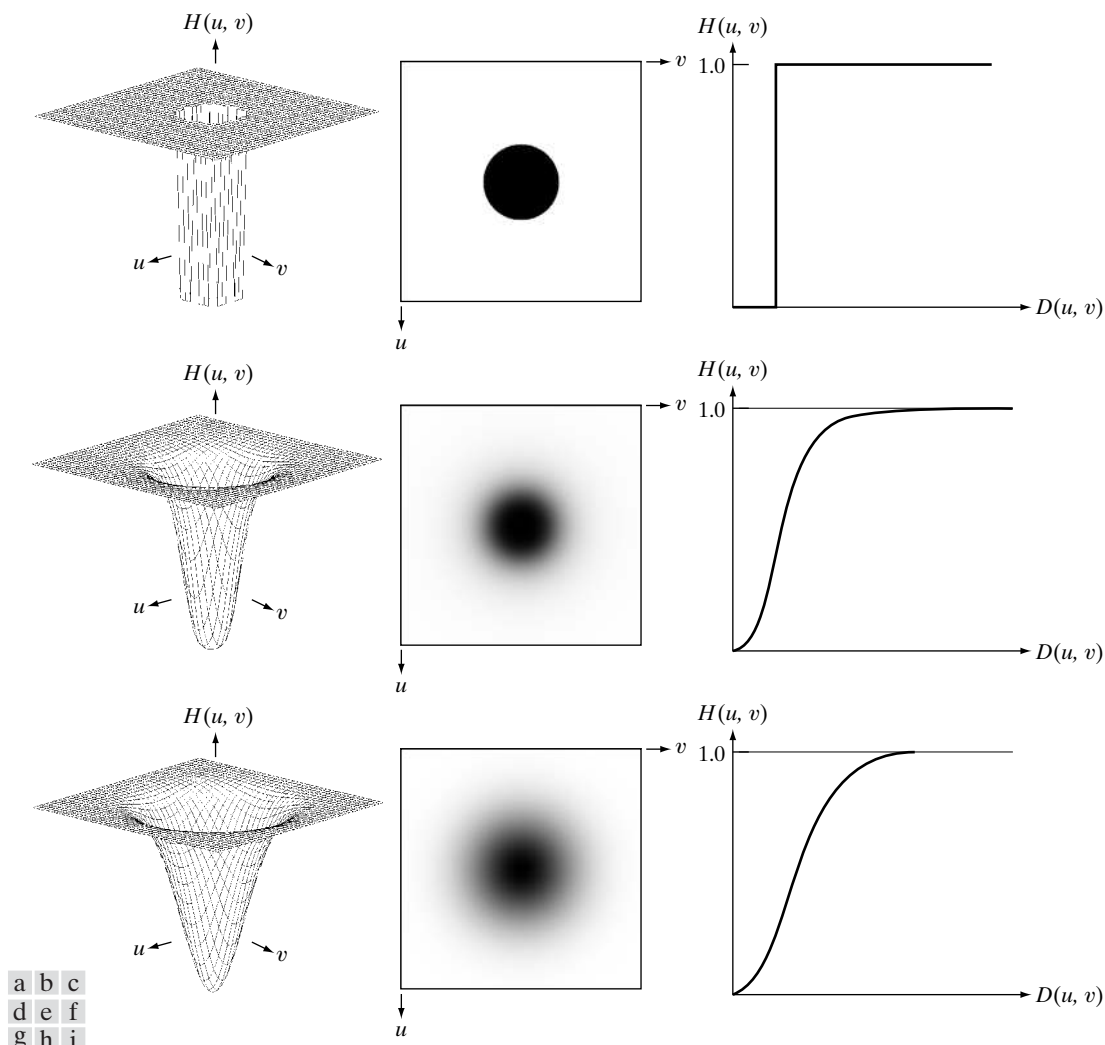 H(u, v)
u
v
v
u
H(u, v)
1.0
D(u, v)
H(u, v)
u
v
v
u
H(u, v)
1.0
D(u, v)
H(u, v)
u
v
v
u
H(u, v)
1.0
D(u, v)
a b c
d e f
g h i